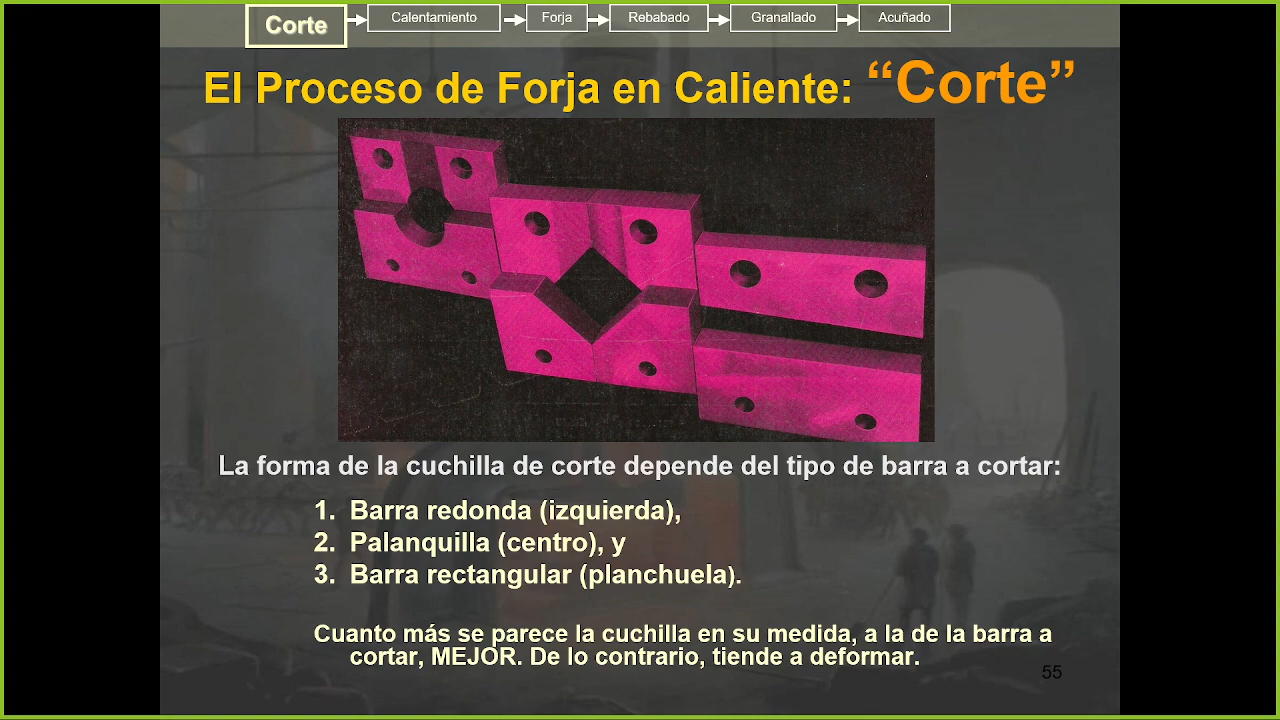 Corte
Calentamiento
Forja
Rebabado
Granallado
Acuñado
El Proceso de Forja en Caliente: “Corte”
La forma de la cuchilla de corte depende del tipo de barra a cortar:
1. Barra redonda (izquierda),
2. Palanquilla (centro), y
3. Barra rectangular (planchuela).
Cuanto más se parece la cuchilla en su medida, a la de la barra a
cortar, MEJOR. De lo contrario, tiende a deformar.
55